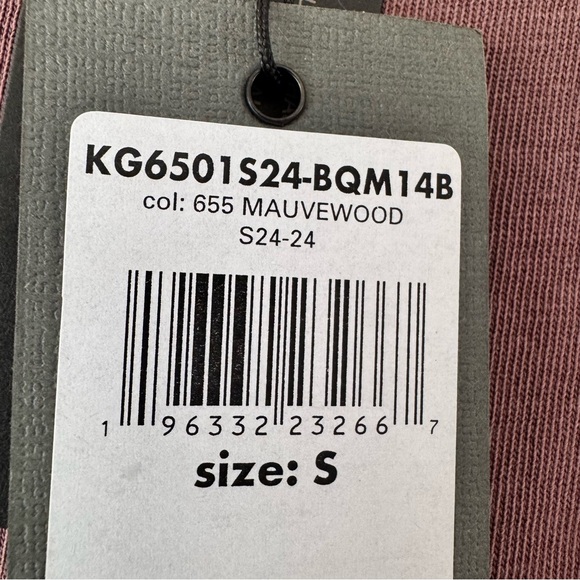 KG6501S24-BQM14B
col: 655 MAUVEWOOD
S24-24
1 96332 23266 7
size: S